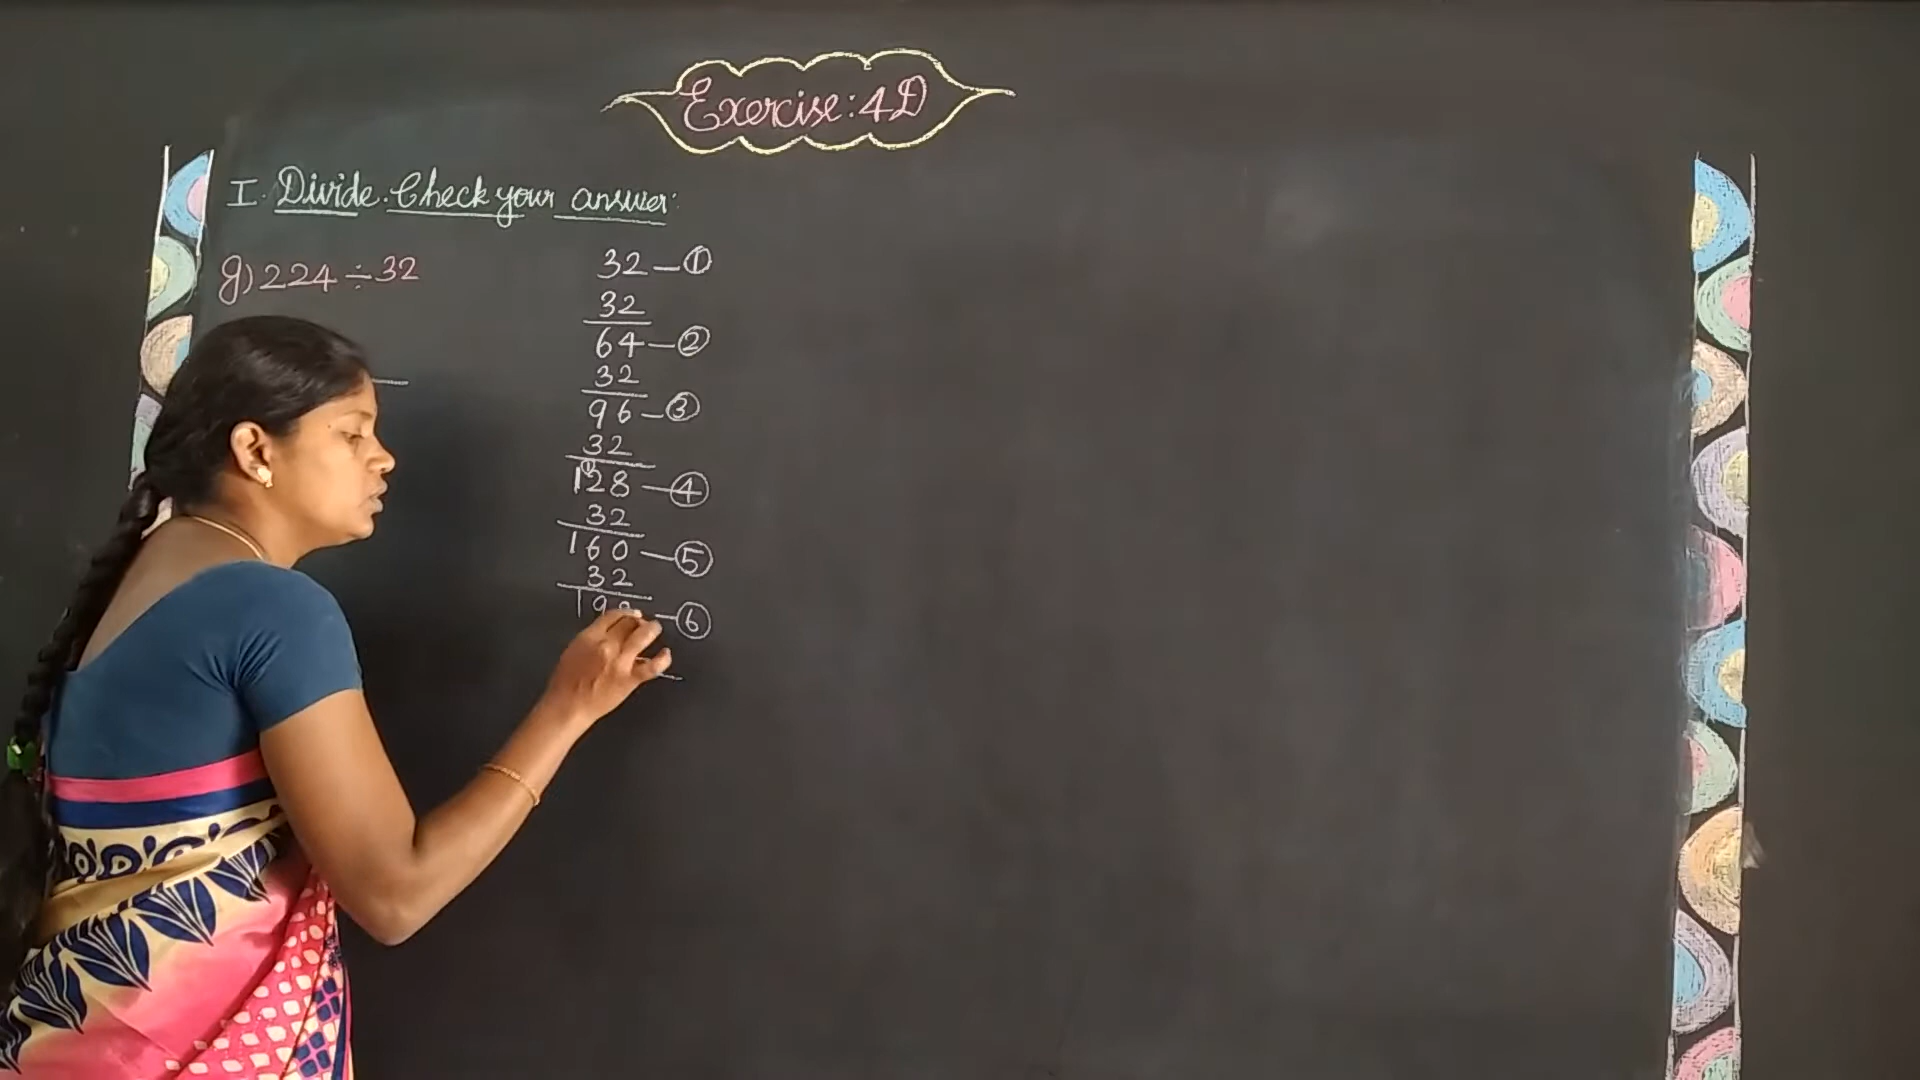 Exercise: 4D
I. Divide. Check your answer:
g) 224 ÷ 32
32 — ①
32
64 — ②
32
96 — ③
32
①
128 — ④
32
160 — ⑤
32
— ⑥